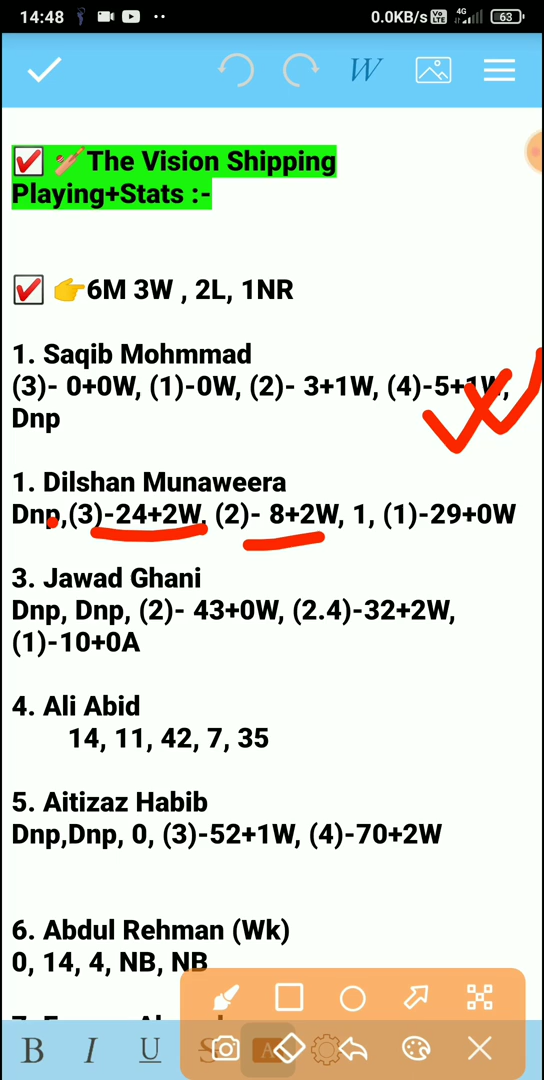 14:48 0.0KB/s Vo LTE 4G 63
W
The Vision Shipping
Playing+Stats :-
6M 3W , 2L, 1NR
1. Saqib Mohmmad
(3)- 0+0W, (1)-0W, (2)- 3+1W, (4)-5+1W,
Dnp
1. Dilshan Munaweera
Dnp,(3)-24+2W, (2)- 8+2W, 1, (1)-29+0W
3. Jawad Ghani
Dnp, Dnp, (2)- 43+0W, (2.4)-32+2W,
(1)-10+0A
4. Ali Abid
14, 11, 42, 7, 35
5. Aitizaz Habib
Dnp,Dnp, 0, (3)-52+1W, (4)-70+2W
6. Abdul Rehman (Wk)
0, 14, 4, NB, NB
B I U S A